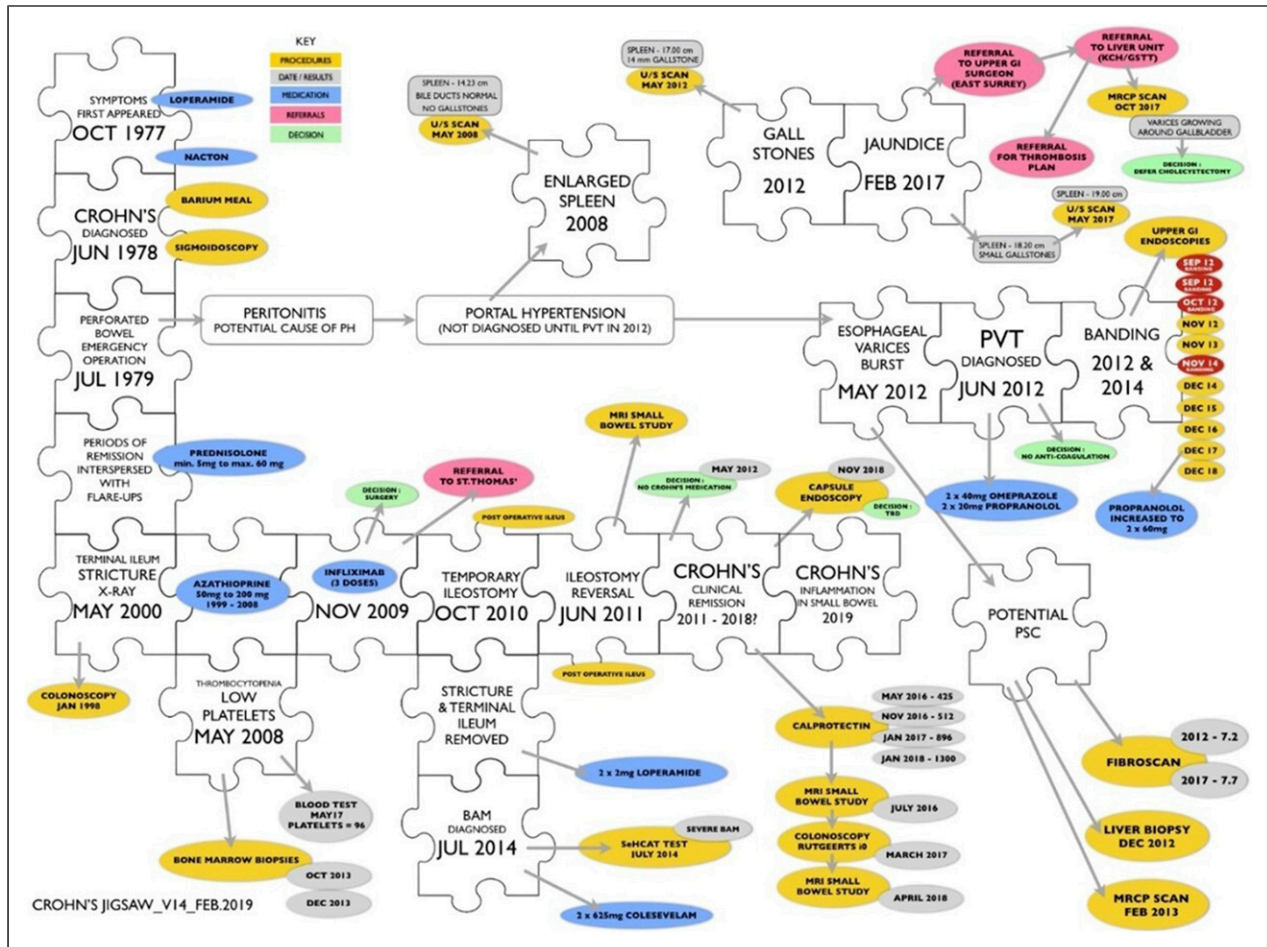 KEY
PROCEDURES
DATE / RESULTS
MEDICATION
REFERRALS
DECISION
SYMPTOMS
FIRST APPEARED
OCT 1977
LOPERAMIDE
NACTON
CROHN'S
DIAGNOSED
JUN 1978
BARIUM MEAL
SIGMOIDOSCOPY
PERFORATED
BOWEL
EMERGENCY
OPERATION
JUL 1979
PERITONITIS
POTENTIAL CAUSE OF PH
PORTAL HYPERTENSION
(NOT DIAGNOSED UNTIL PVT IN 2012)
SPLEEN - 14.23 cm
BILE DUCTS NORMAL
NO GALLSTONES
U/S SCAN
MAY 2008
ENLARGED
SPLEEN
2008
SPLEEN - 17.00 cm
14 mm GALLSTONE
U/S SCAN
MAY 2012
GALL
STONES
2012
JAUNDICE
FEB 2017
REFERRAL
TO UPPER GI
SURGEON
(EAST SURREY)
REFERRAL
TO LIVER UNIT
(KCH/GSTT)
MRCP SCAN
OCT 2017
VARICES GROWING
AROUND GALLBLADDER
DECISION :
DEFER CHOLECYSTECTOMY
REFERRAL
FOR THROMBOSIS
PLAN
SPLEEN - 19.00 cm
U/S SCAN
MAY 2017
SPLEEN - 18.20 cm
SMALL GALLSTONES
UPPER GI
ENDOSCOPIES
SEP 12
BANDING
SEP 12
BANDING
OCT 12
BANDING
NOV 12
NOV 13
NOV 14
BANDING
DEC 14
DEC 15
DEC 16
DEC 17
DEC 18
ESOPHAGEAL
VARICES
BURST
MAY 2012
PVT
DIAGNOSED
JUN 2012
BANDING
2012 &
2014
DECISION :
NO ANTI-COAGULATION
2 x 40mg OMEPRAZOLE
2 x 20mg PROPRANOLOL
PROPRANOLOL
INCREASED TO
2 x 60mg
PERIODS OF
REMISSION
INTERSPERSED
WITH
FLARE-UPS
PREDNISOLONE
min. 5mg to max. 60 mg
TERMINAL ILEUM
STRICTURE
X-RAY
MAY 2000
COLONOSCOPY
JAN 1998
AZATHIOPRINE
50mg to 200 mg
1999 - 2008
DECISION :
SURGERY
REFERRAL
TO ST.THOMAS'
INFLIXIMAB
(3 DOSES)
NOV 2009
POST OPERATIVE ILEUS
TEMPORARY
ILEOSTOMY
OCT 2010
MRI SMALL
BOWEL STUDY
ILEOSTOMY
REVERSAL
JUN 2011
POST OPERATIVE ILEUS
MAY 2012
DECISION :
NO CROHN'S MEDICATION
CROHN'S
CLINICAL
REMISSION
2011 - 2018?
NOV 2018
CAPSULE
ENDOSCOPY
DECISION :
TBD
CROHN'S
INFLAMMATION
IN SMALL BOWEL
2019
POTENTIAL
PSC
THROMBOCYTOPENIA
LOW
PLATELETS
MAY 2008
BLOOD TEST
MAY17
PLATELETS = 96
BONE MARROW BIOPSIES
OCT 2013
DEC 2013
STRICTURE
& TERMINAL
ILEUM
REMOVED
2 x 2mg LOPERAMIDE
BAM
DIAGNOSED
JUL 2014
SEVERE BAM
SeHCAT TEST
JULY 2014
2 x 625mg COLESEVELAM
CALPROTECTIN
MAY 2016 - 425
NOV 2016 - 512
JAN 2017 - 896
JAN 2018 - 1300
MRI SMALL
BOWEL STUDY
JULY 2016
COLONOSCOPY
RUTGEERTS i0
MARCH 2017
MRI SMALL
BOWEL STUDY
APRIL 2018
FIBROSCAN
2012 - 7.2
2017 - 7.7
LIVER BIOPSY
DEC 2012
MRCP SCAN
FEB 2013
CROHN'S JIGSAW_V14_FEB.2019